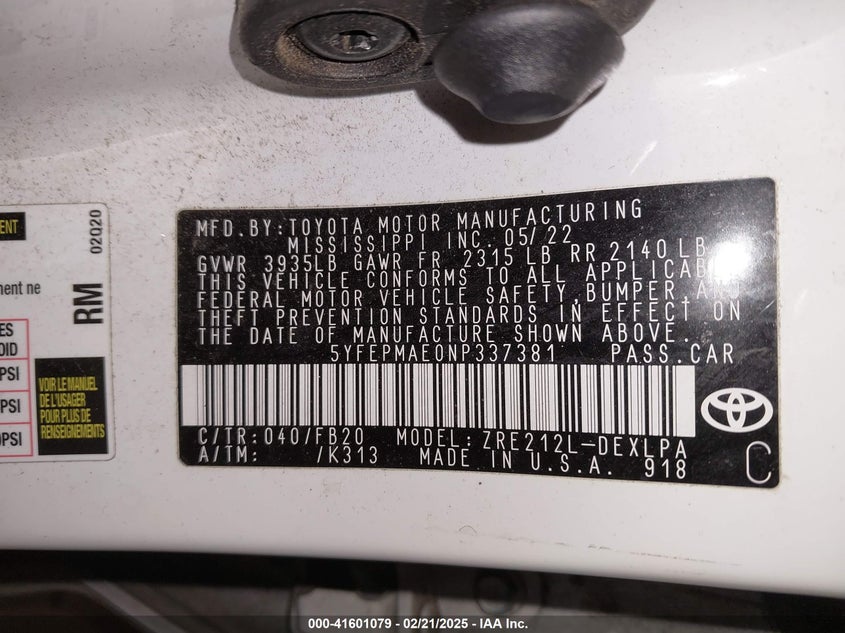 MFD.BY:TOYOTA MOTOR MANUFACTURING
MISSISSIPPI INC. 05/22
GVWR 3935LB GAWR FR 2315 LB RR 2140 LB
THIS VEHICLE CONFORMS TO ALL
FEDERAL MOTOR VEHICLE SAFETY,BUMPER,
THEFT PREVENTION STANDARDS IN EFFECT ON
THE DATE OF MANUFACTURE SHOWN ABOVE.
5YFEPMAE0NP337381 PASS.CAR
C/TR:040/FB20 MODEL:ZRE212L-DEXLPA
A/TM: /K313 MADE IN U.S.A. 918
C
02Q20
RM
ment ne
PSI
PSI
PSI
VOIR LE MANUEL
DE L'USAGER
POUR PLUS DE
RENSEIGNEMENTS
000-41601079 - 02/21/2025 - IAA Inc.